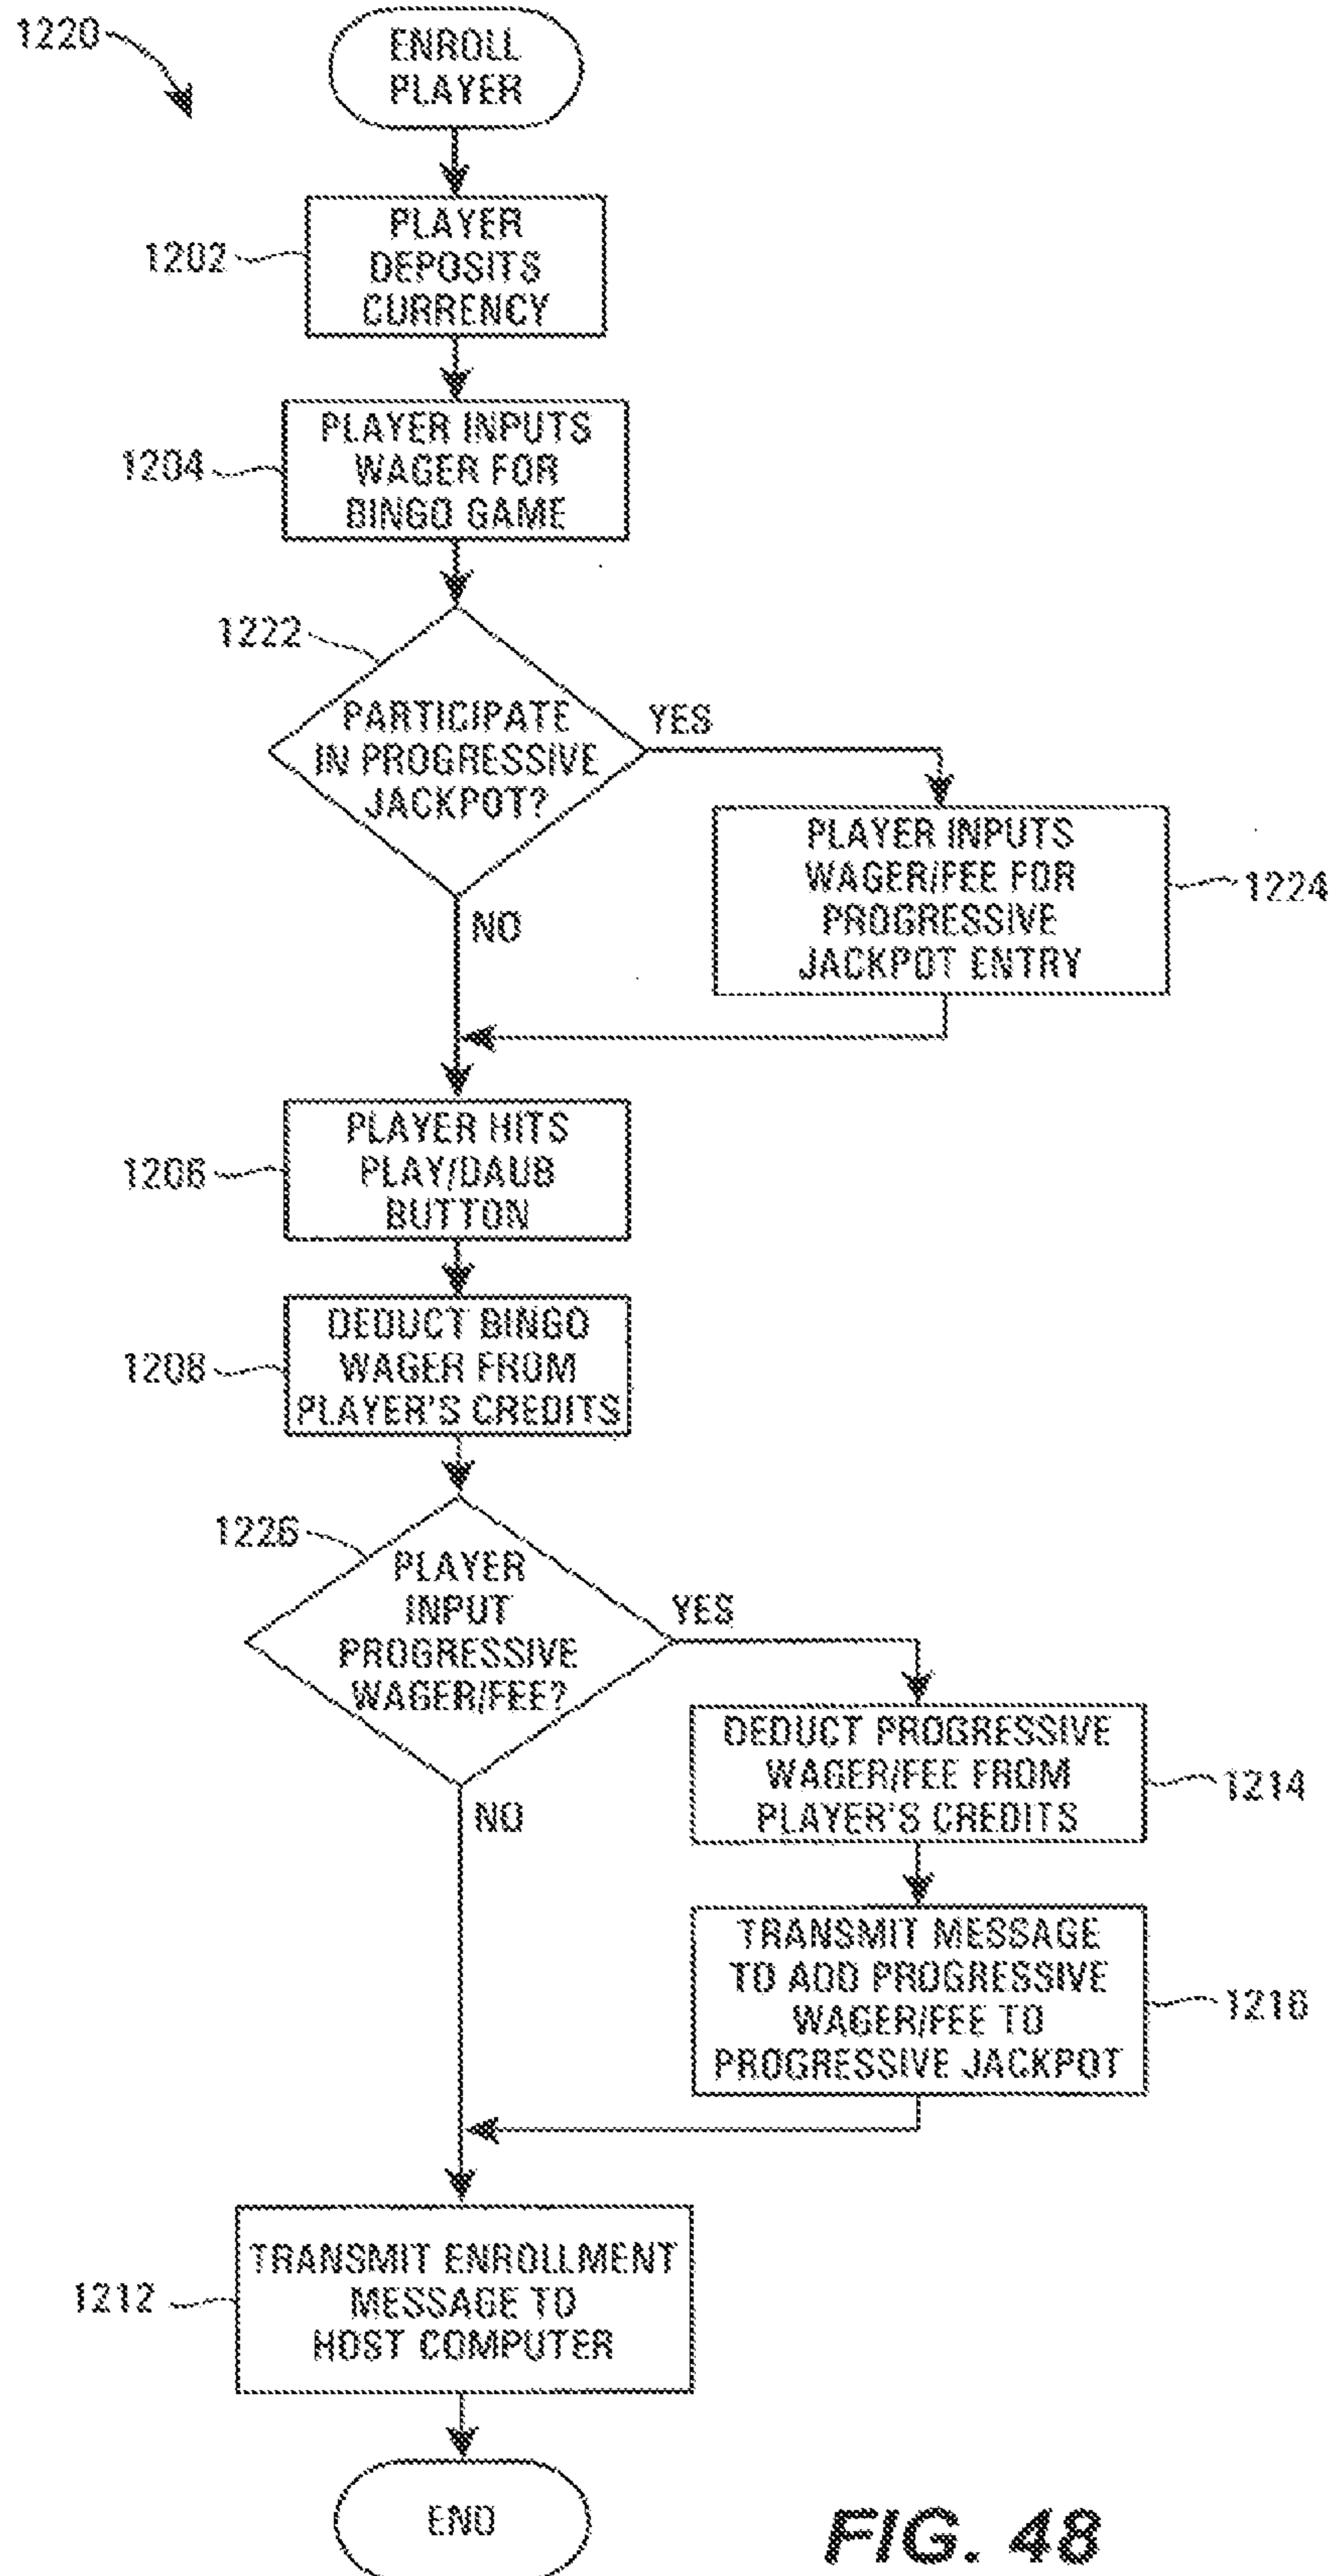 1220
ENROLL
PLAYER
1202
PLAYER
DEPOSITS
CURRENCY
1204
PLAYER INPUTS
WAGER FOR
BINGO GAME
1222
PARTICIPATE
IN PROGRESSIVE
JACKPOT?
YES
NO
PLAYER INPUTS
WAGER/FEE FOR
PROGRESSIVE
JACKPOT ENTRY
1224
1206
PLAYER HITS
PLAY/DAUB
BUTTON
1208
DEDUCT BINGO
WAGER FROM
PLAYER'S CREDITS
1226
PLAYER
INPUT
PROGRESSIVE
WAGER/FEE?
YES
NO
DEDUCT PROGRESSIVE
WAGER/FEE FROM
PLAYER'S CREDITS
1214
TRANSMIT MESSAGE
TO ADD PROGRESSIVE
WAGER/FEE TO
PROGRESSIVE JACKPOT
1216
1212
TRANSMIT ENROLLMENT
MESSAGE TO
HOST COMPUTER
END
FIG. 48